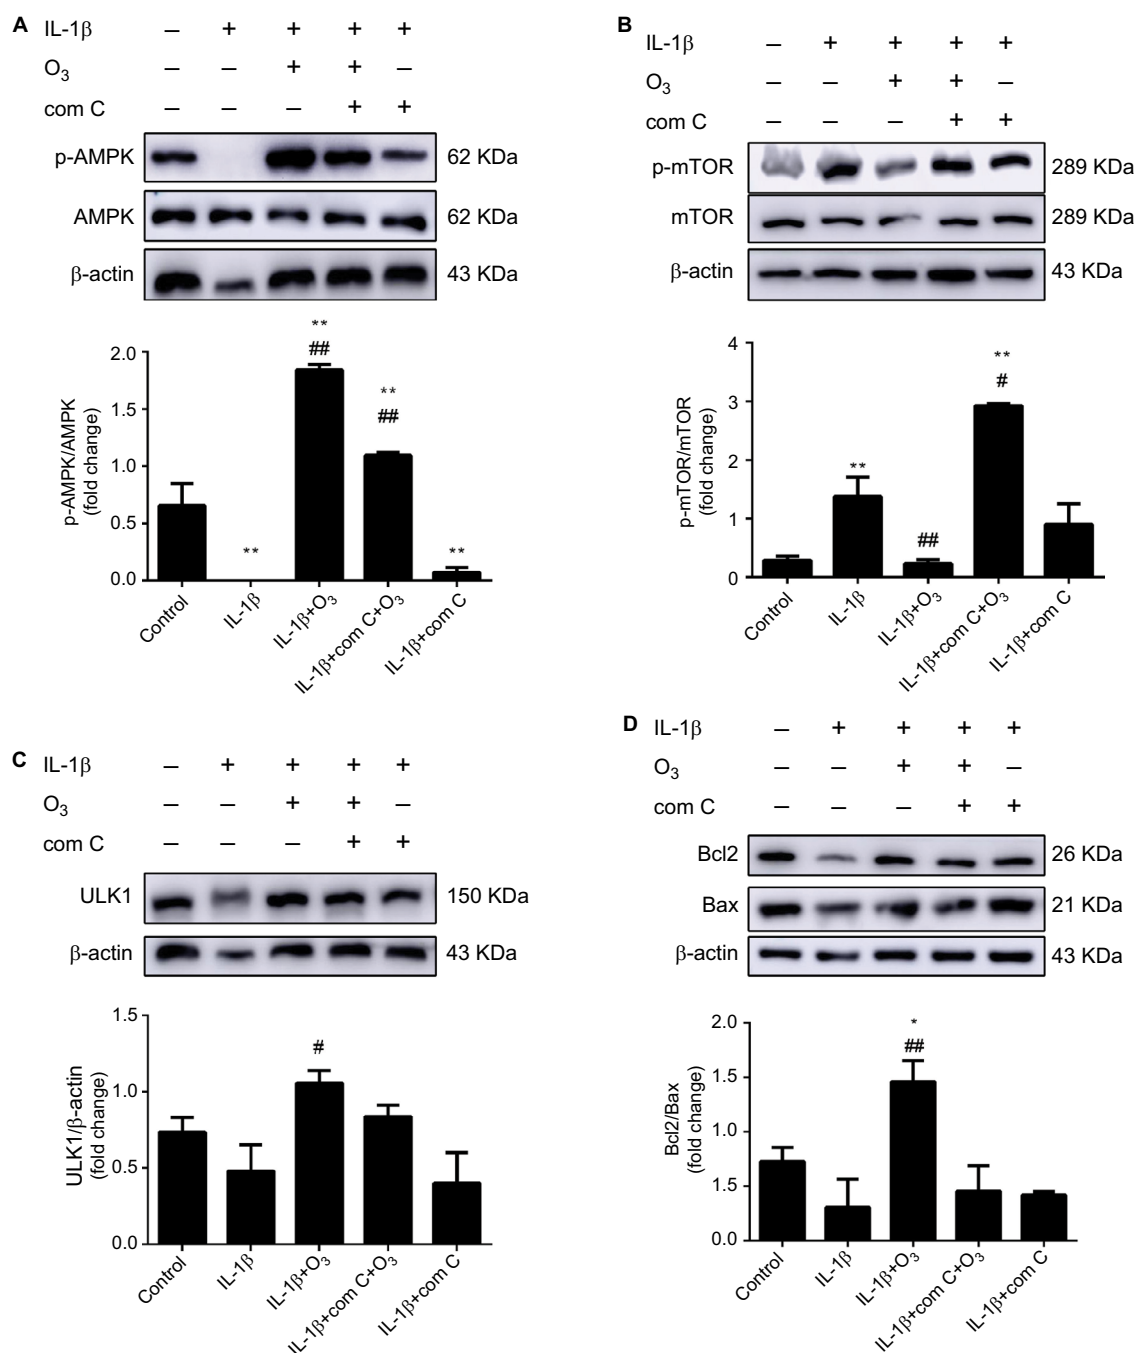 A IL-1β – + + + +
O3 – – + + –
com C – – – + +
p-AMPK 62 KDa
AMPK 62 KDa
β-actin 43 KDa
p-AMPK/AMPK
(fold change)
2.0
1.5
1.0
0.5
0.0
**
**
##
**
##
**
Control
IL-1β
IL-1β+O3
IL-1β+com C+O3
IL-1β+com C
B IL-1β – + + + +
O3 – – + + –
com C – – – + +
p-mTOR 289 KDa
mTOR 289 KDa
β-actin 43 KDa
p-mTOR/mTOR
(fold change)
4
3
2
1
0
**
##
**
#
Control
IL-1β
IL-1β+O3
IL-1β+com C+O3
IL-1β+com C
C IL-1β – + + + +
O3 – – + + –
com C – – – + +
ULK1 150 KDa
β-actin 43 KDa
ULK1/β-actin
(fold change)
1.5
1.0
0.5
0.0
#
Control
IL-1β
IL-1β+O3
IL-1β+com C+O3
IL-1β+com C
D IL-1β – + + + +
O3 – – + + –
com C – – – + +
Bcl2 26 KDa
Bax 21 KDa
β-actin 43 KDa
Bcl2/Bax
(fold change)
2.0
1.5
1.0
1.5
0.0
*
##
Control
IL-1β
IL-1β+O3
IL-1β+com C+O3
IL-1β+com C